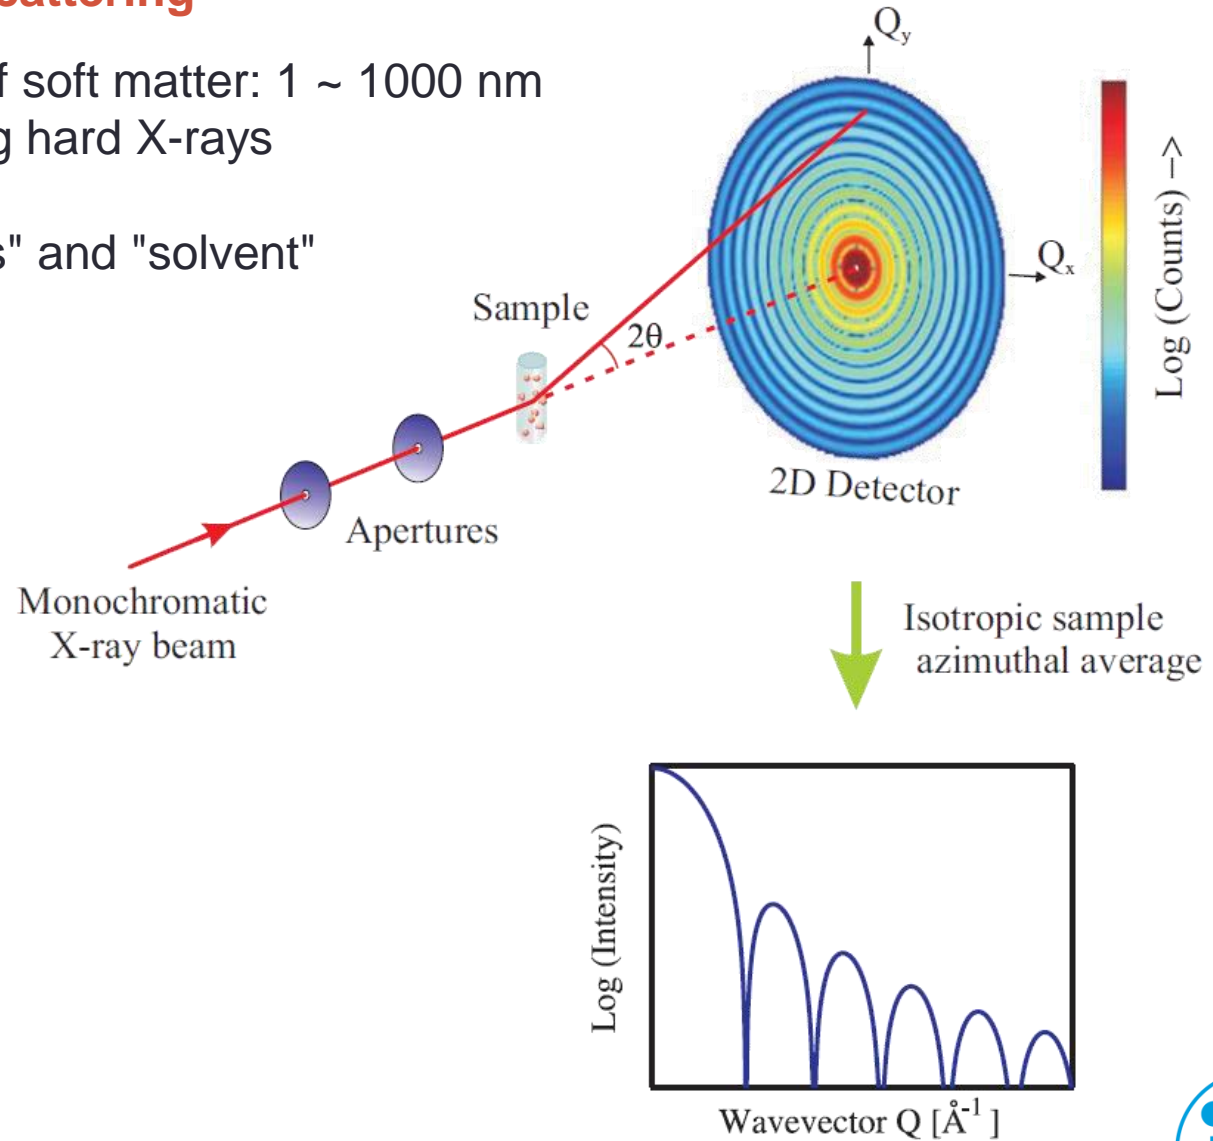 cattering
f soft matter: 1 ~ 1000 nm
g hard X-rays
s" and "solvent"
Qy
Qx
Log (Counts) -->
Sample
2θ
2D Detector
Apertures
Monochromatic
X-ray beam
Isotropic sample
azimuthal average
Log (Intensity)
Wavevector Q [Å⁻¹ ]